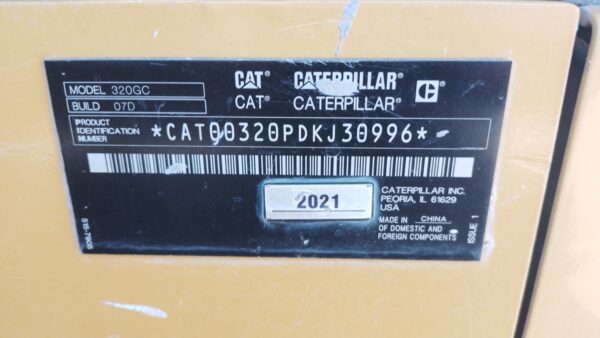 CAT CATERPILLAR C
CAT® CATERPILLAR®
MODEL 320GC
BUILD 07D
PRODUCT IDENTIFICATION NUMBER
*CAT00320PDKJ30996*
2021
CATERPILLAR INC.
PEORIA, IL 61629
USA
MADE IN CHINA
OF DOMESTIC AND
FOREIGN COMPONENTS
ISSUE 1